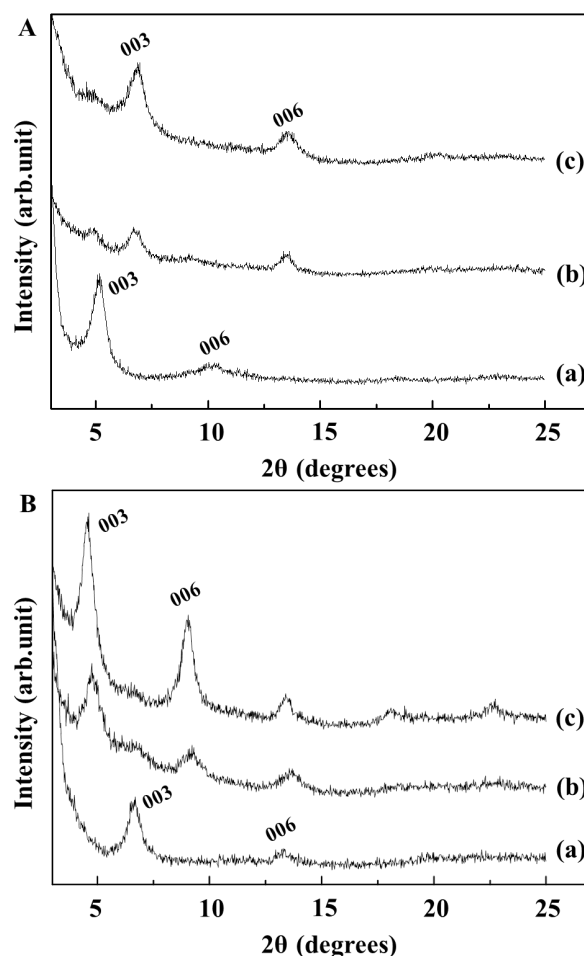 A
003
006
(c)
(b)
003
006
(a)
Intensity (arb.unit)
5 10 15 20 25
2θ (degrees)
B
003
006
(c)
(b)
003
006
(a)
Intensity (arb.unit)
5 10 15 20 25
2θ (degrees)